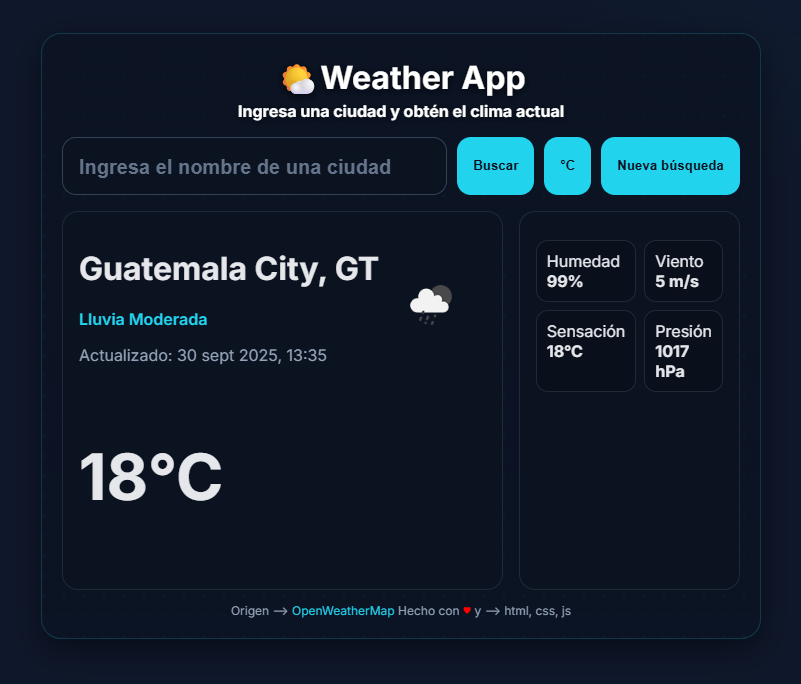 Weather App
Ingresa una ciudad y obtén el clima actual
Ingresa el nombre de una ciudad
Buscar
°C
Nueva búsqueda
Guatemala City, GT
Lluvia Moderada
Actualizado: 30 sept 2025, 13:35
18°C
Humedad
99%
Viento
5 m/s
Sensación
18°C
Presión
1017
hPa
Origen --> OpenWeatherMap Hecho con ♥ y --> html, css, js